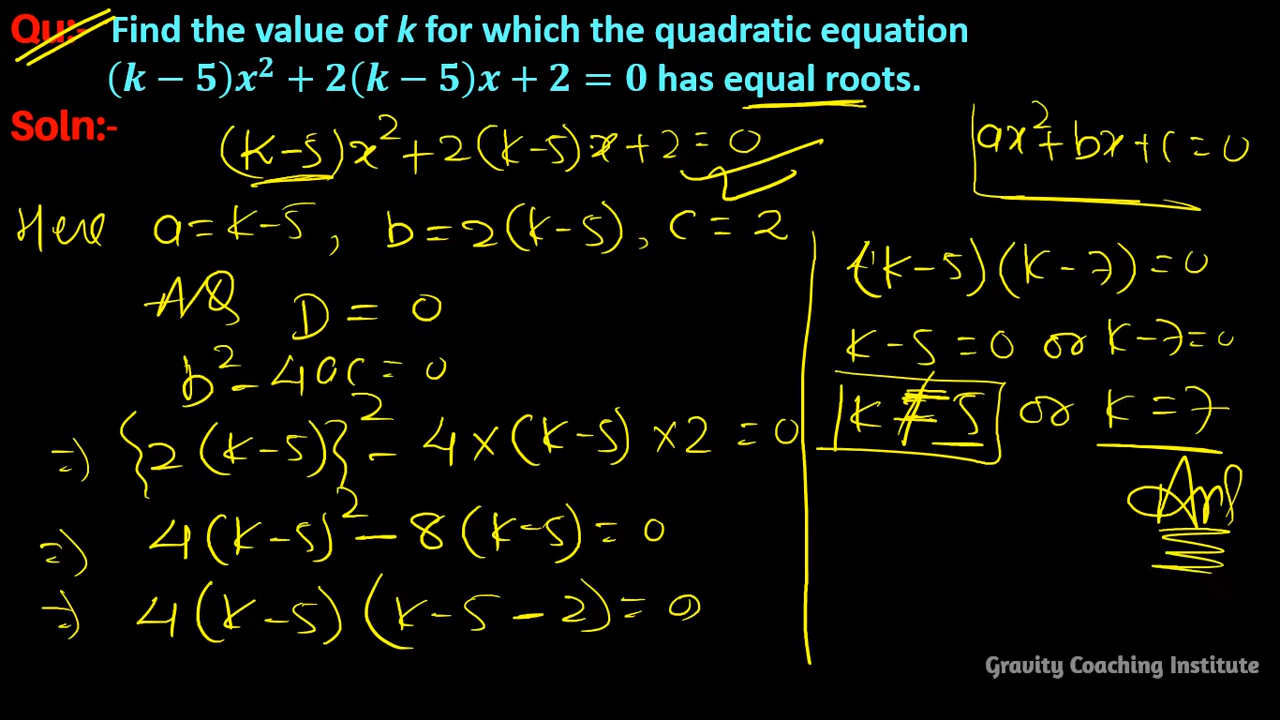 Qu:- Find the value of k for which the quadratic equation
(k − 5)x² + 2(k − 5)x + 2 = 0 has equal roots.
Soln:-
(k-5)x²+2(k-5)x+2=0
ax²+bx+c=0
Here a=k-5, b=2(k-5), c=2
A/Q D = 0
b²-4ac=0
=) {2(k-5)}² - 4×(k-5)×2 =0
=) 4(k-5)²-8(k-5)=0
=) 4(k-5)(k-5-2)=0
(k-5)(k-7)=0
k-5=0 or k-7=0
k≠5 or k=7
Ans
Gravity Coaching Institute